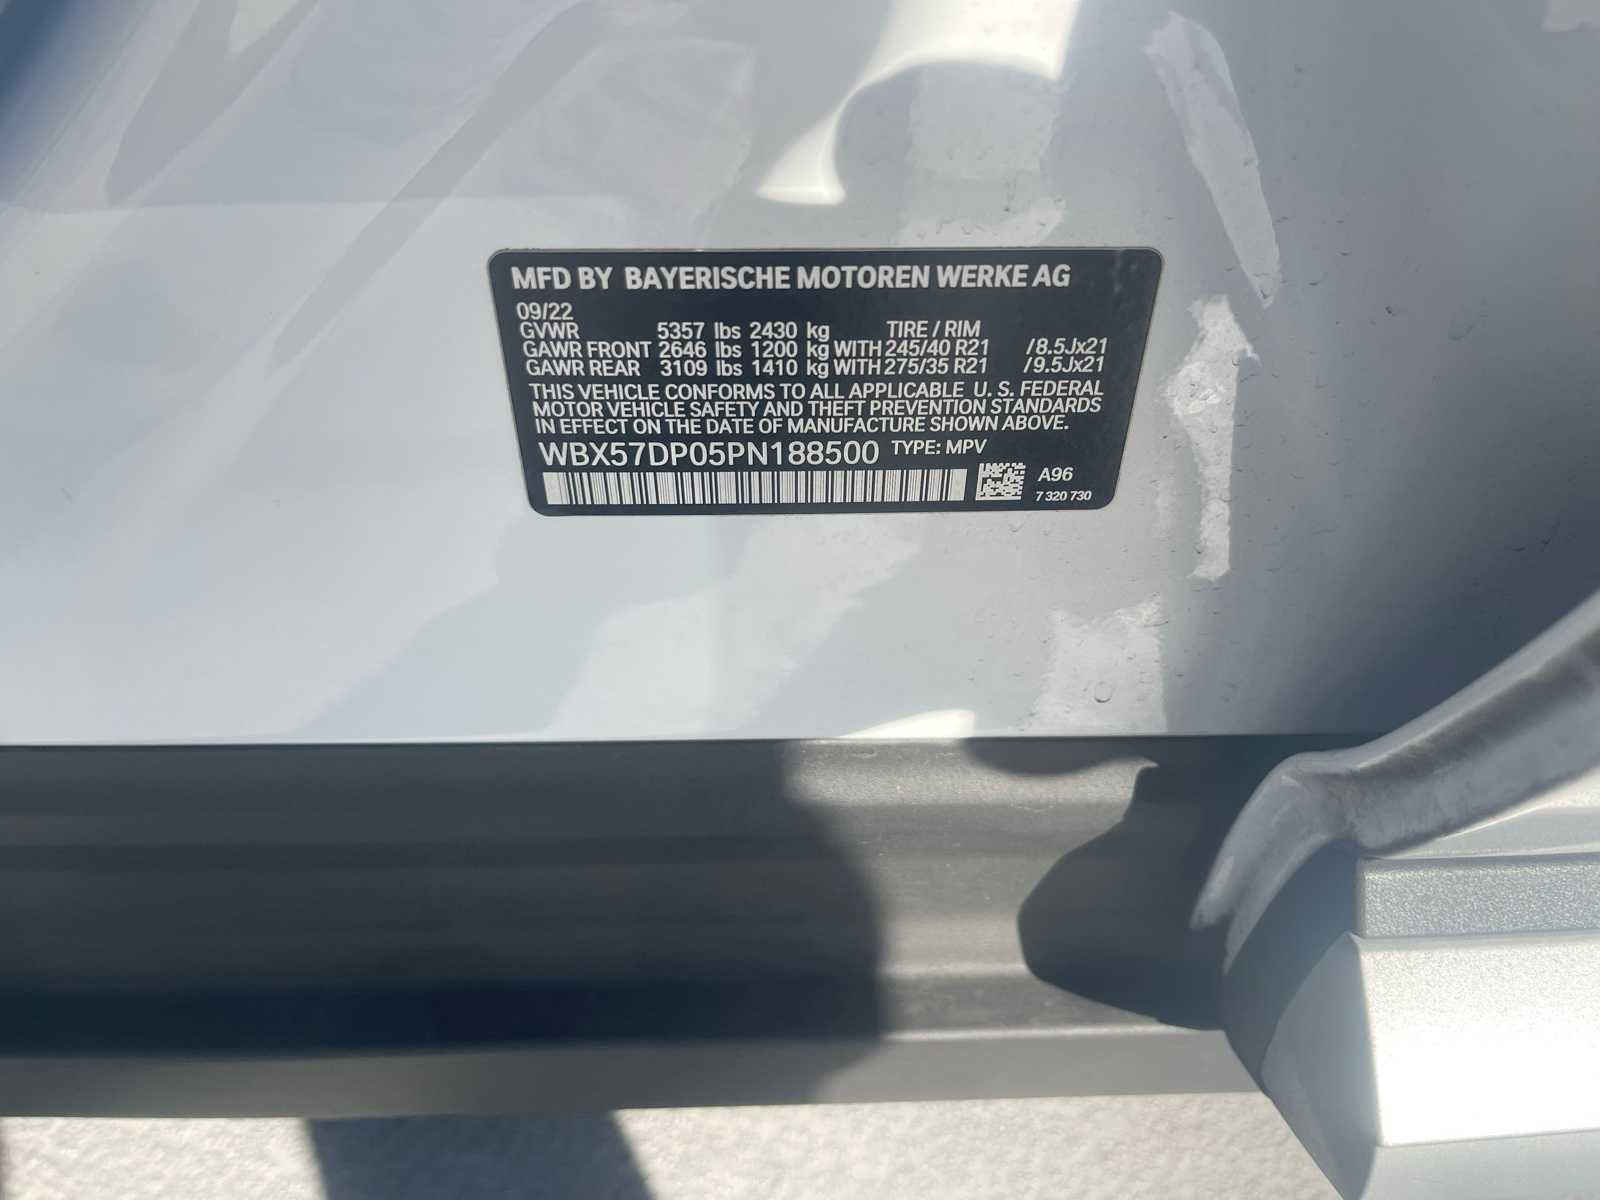 MFD BY BAYERISCHE MOTOREN WERKE AG
09/22
GVWR 5357 lbs 2430 kg TIRE / RIM
GAWR FRONT 2646 lbs 1200 kg WITH 245/40 R21 /8.5Jx21
GAWR REAR 3109 lbs 1410 kg WITH 275/35 R21 /9.5Jx21
THIS VEHICLE CONFORMS TO ALL APPLICABLE U. S. FEDERAL
MOTOR VEHICLE SAFETY AND THEFT PREVENTION STANDARDS
IN EFFECT ON THE DATE OF MANUFACTURE SHOWN ABOVE.
WBX57DP05PN188500 TYPE: MPV
A96
7 320 730